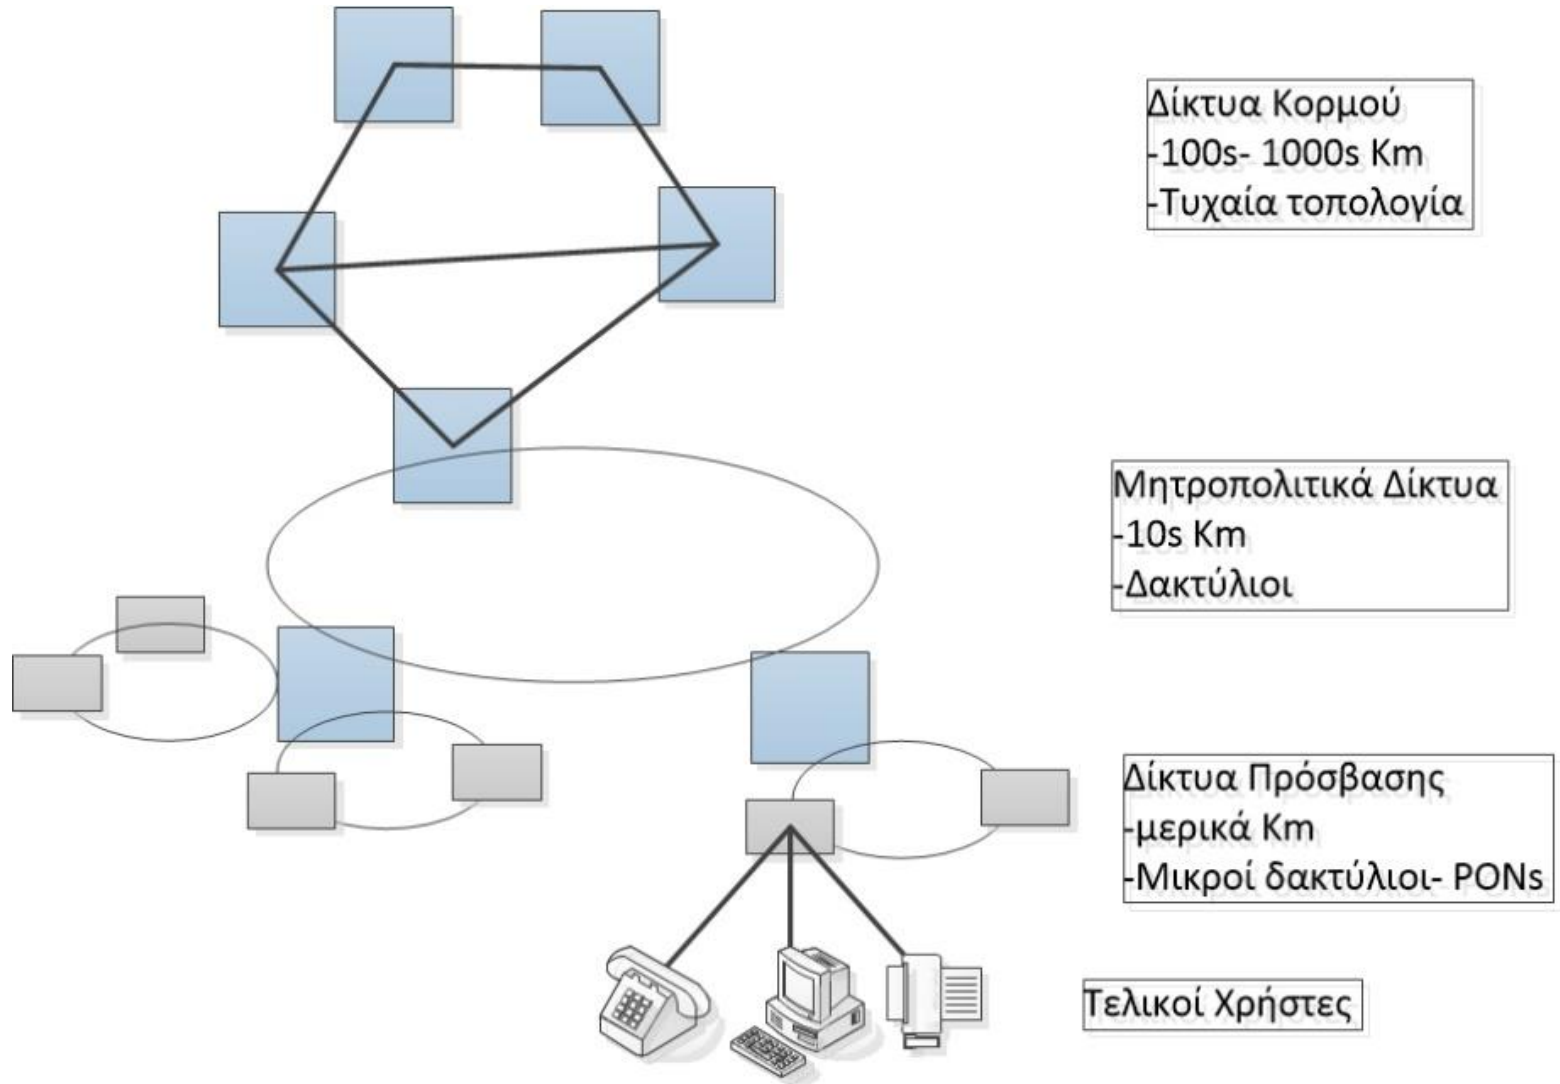 Δίκτυα Κορμού
-100s- 1000s Km
-Τυχαία τοπολογία
Μητροπολιτικά Δίκτυα
-10s Km
-Δακτύλιοι
Δίκτυα Πρόσβασης
-μερικά Km
-Μικροί δακτύλιοι- PONs
Τελικοί Χρήστες